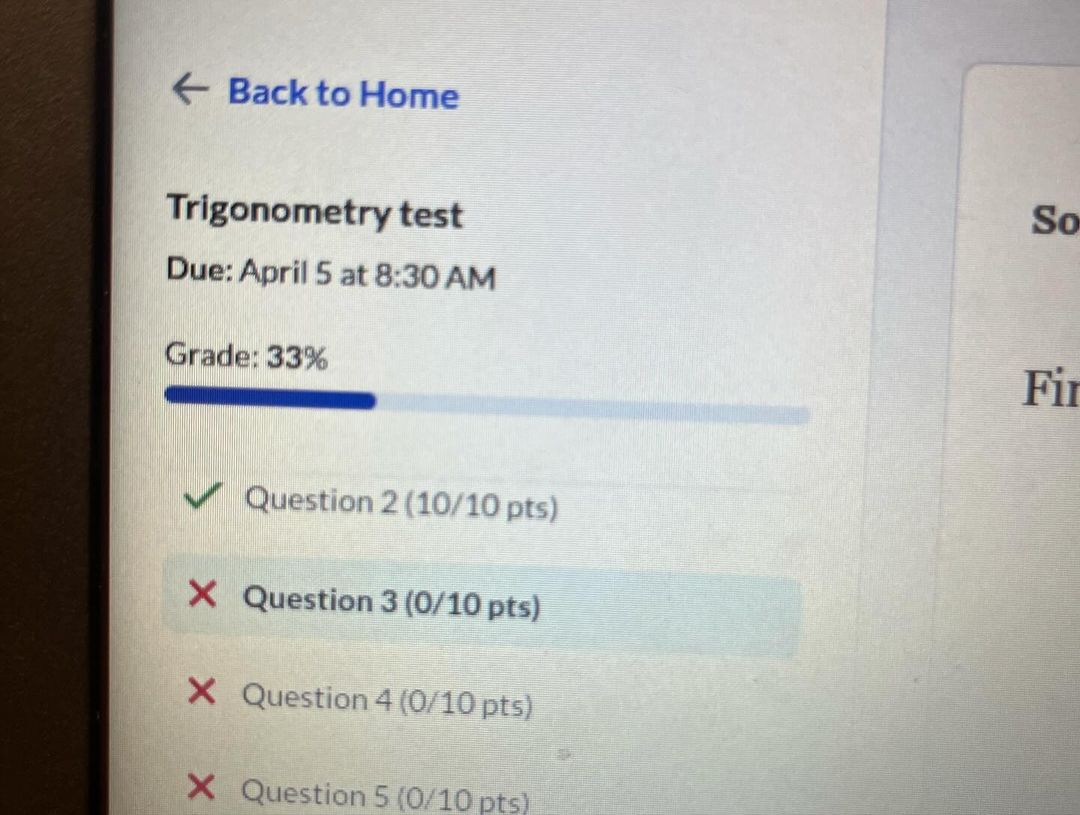 ← Back to Home
Trigonometry test
Due: April 5 at 8:30 AM
Grade: 33%
Question 2 (10/10 pts)
Question 3 (0/10 pts)
Question 4 (0/10 pts)
Question 5 (0/10 pts)
So
Fin